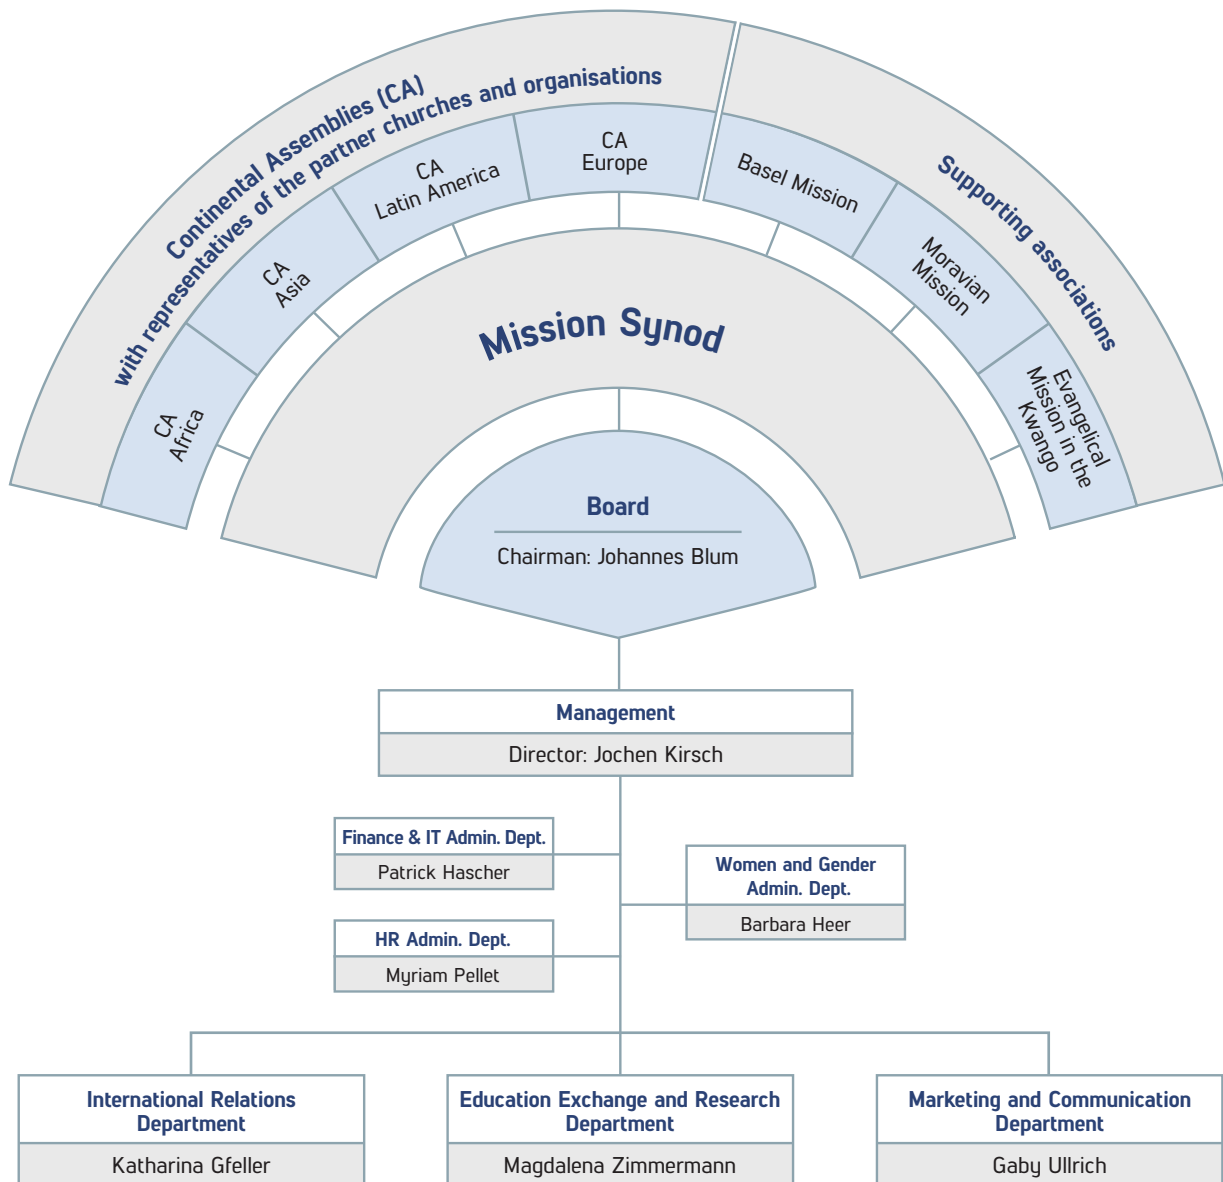 Continental Assemblies (CA)
with representatives of the partner churches and organisations
CA
Africa
CA
Asia
CA
Latin America
CA
Europe
Supporting associations
Basel Mission
Moravian
Mission
Evangelical
Mission in the
Kwango
Mission Synod
Board
Chairman: Johannes Blum
Management
Director: Jochen Kirsch
Finance & IT Admin. Dept.
Patrick Hascher
Women and Gender
Admin. Dept.
Barbara Heer
HR Admin. Dept.
Myriam Pellet
International Relations
Department
Katharina Gfeller
Education Exchange and Research
Department
Magdalena Zimmermann
Marketing and Communication
Department
Gaby Ullrich